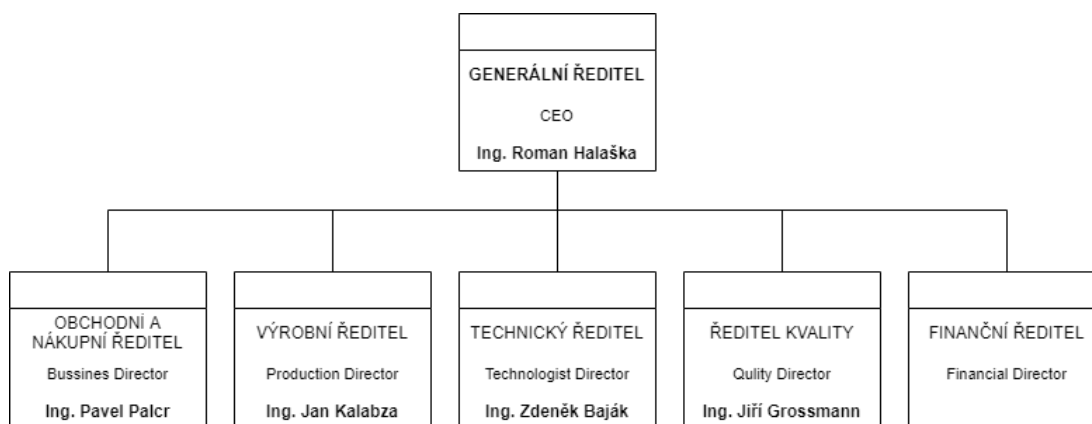 GENERÁLNÍ ŘEDITEL
CEO
Ing. Roman Halaška
OBCHODNÍ A
NÁKUPNÍ ŘEDITEL
Bussines Director
Ing. Pavel Palcr
VÝROBNÍ ŘEDITEL
Production Director
Ing. Jan Kalabza
TECHNICKÝ ŘEDITEL
Technologist Director
Ing. Zdeněk Baják
ŘEDITEL KVALITY
Qulity Director
Ing. Jiří Grossmann
FINANČNÍ ŘEDITEL
Financial Director